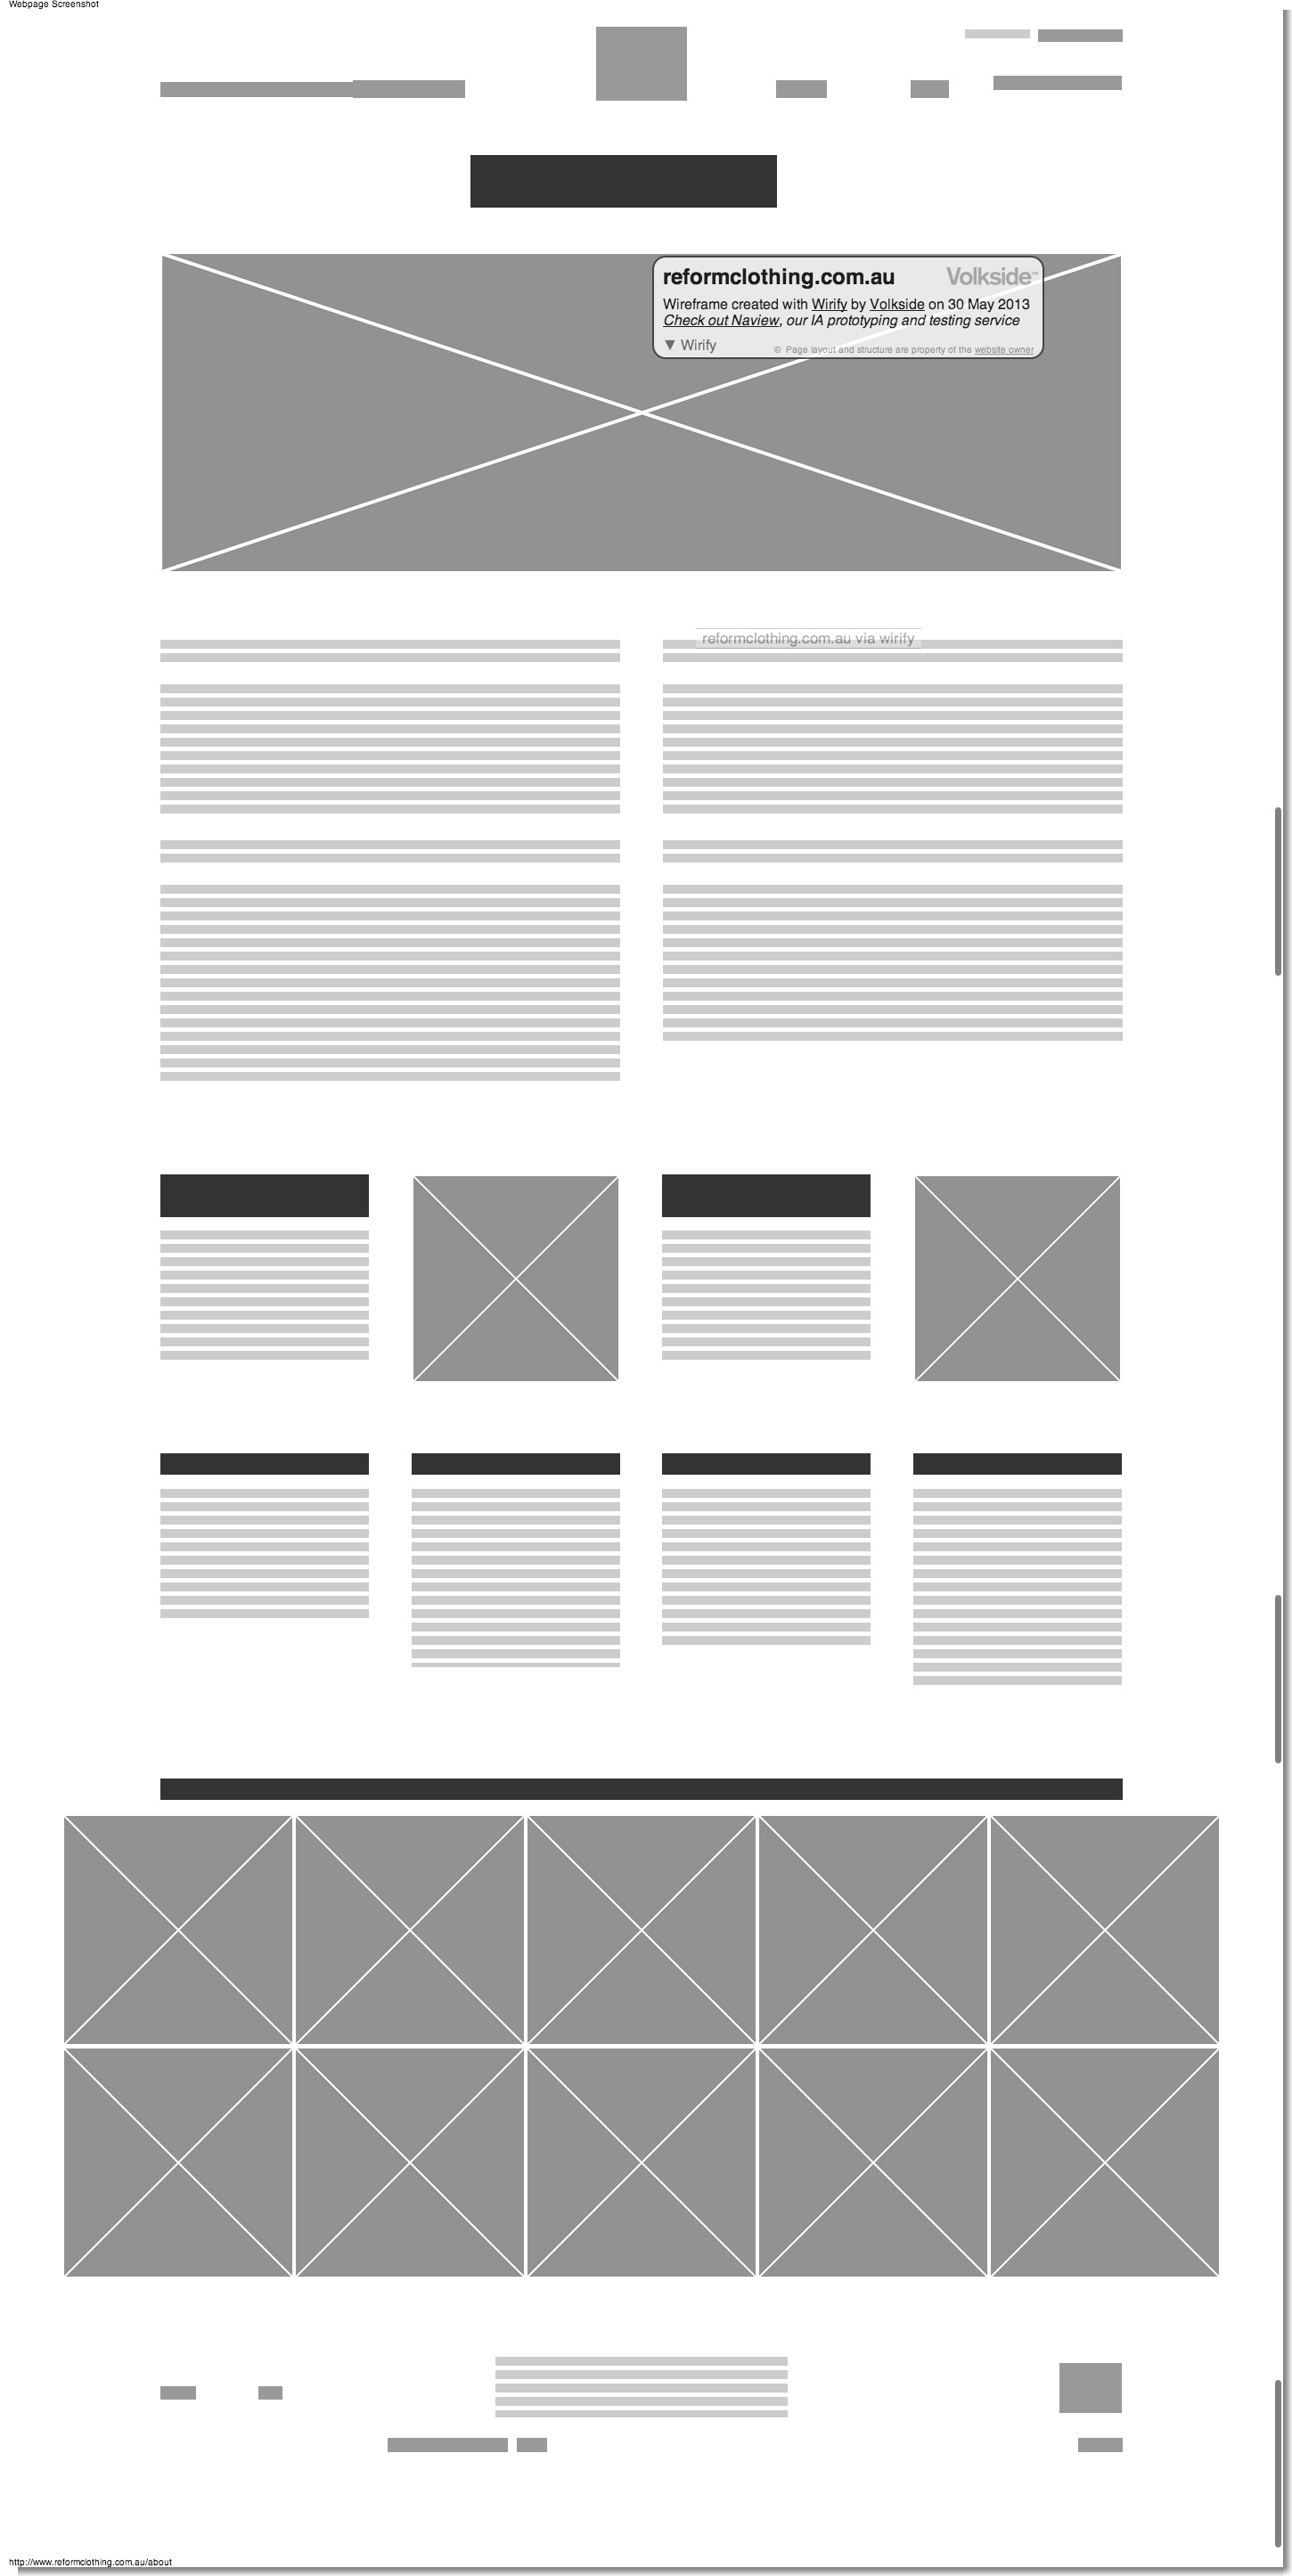 Webpage Screenshot
reformclothing.com.au Volkside™
Wireframe created with Wirify by Volkside on 30 May 2013
Check out Naview, our IA prototyping and testing service
▼ Wirify © Page layout and structure are property of the website owner
reformclothing.com.au via wirify
http://www.reformclothing.com.au/about